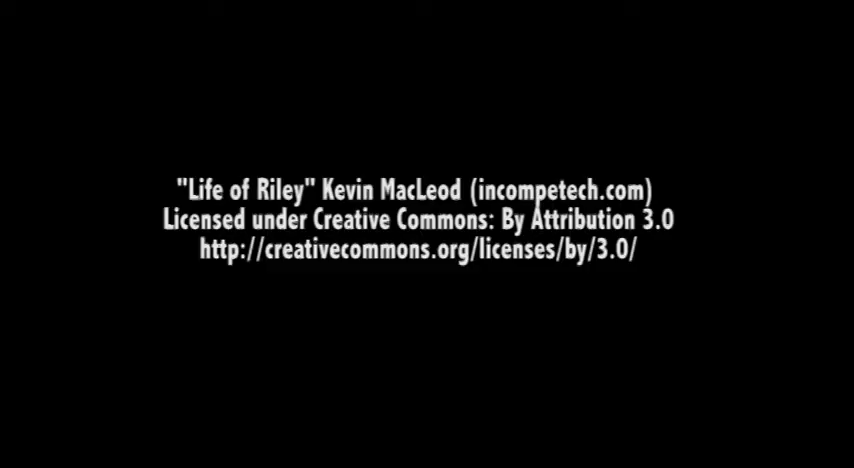 "Life of Riley" Kevin MacLeod (incompetech.com)
Licensed under Creative Commons: By Attribution 3.0
http://creativecommons.org/licenses/by/3.0/